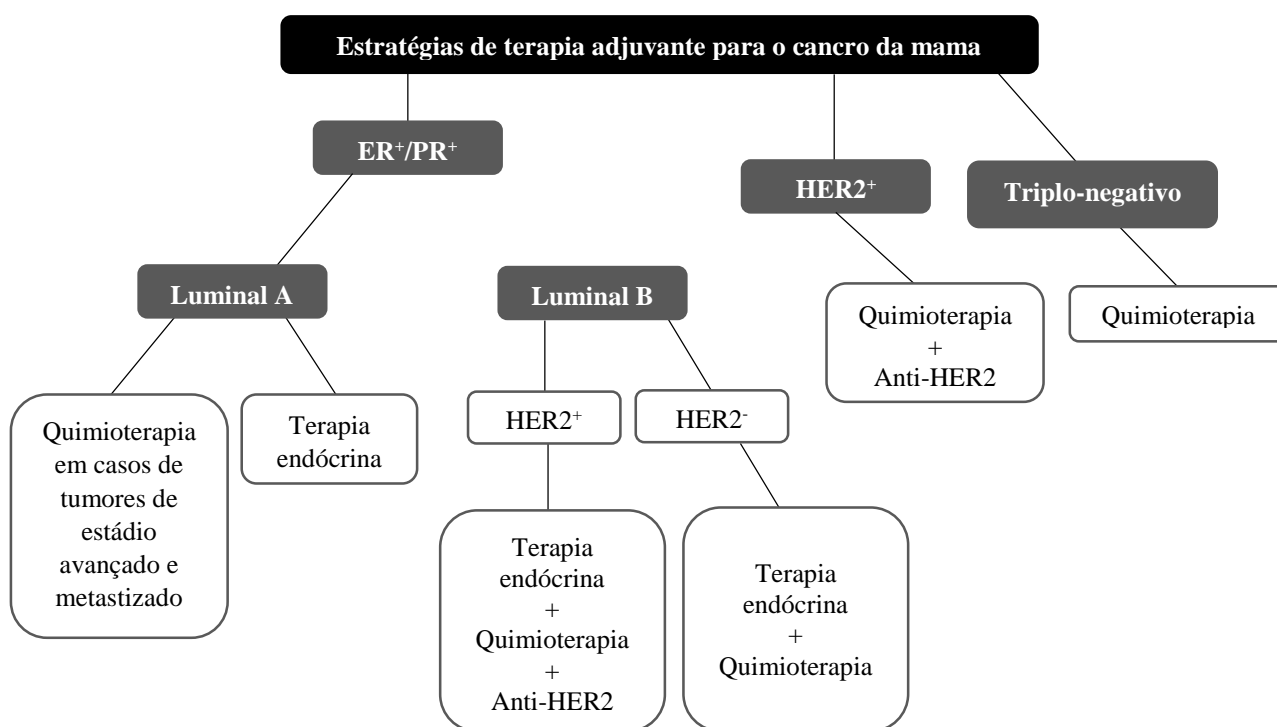 Estratégias de terapia adjuvante para o cancro da mama
ER⁺/PR⁺
HER2⁺
Triplo-negativo
Luminal A
Luminal B
Quimioterapia
+
Anti-HER2
Quimioterapia
Quimioterapia
em casos de
tumores de
estádio
avançado e
metastizado
Terapia
endócrina
HER2⁺
HER2⁻
Terapia
endócrina
+
Quimioterapia
+
Anti-HER2
Terapia
endócrina
+
Quimioterapia